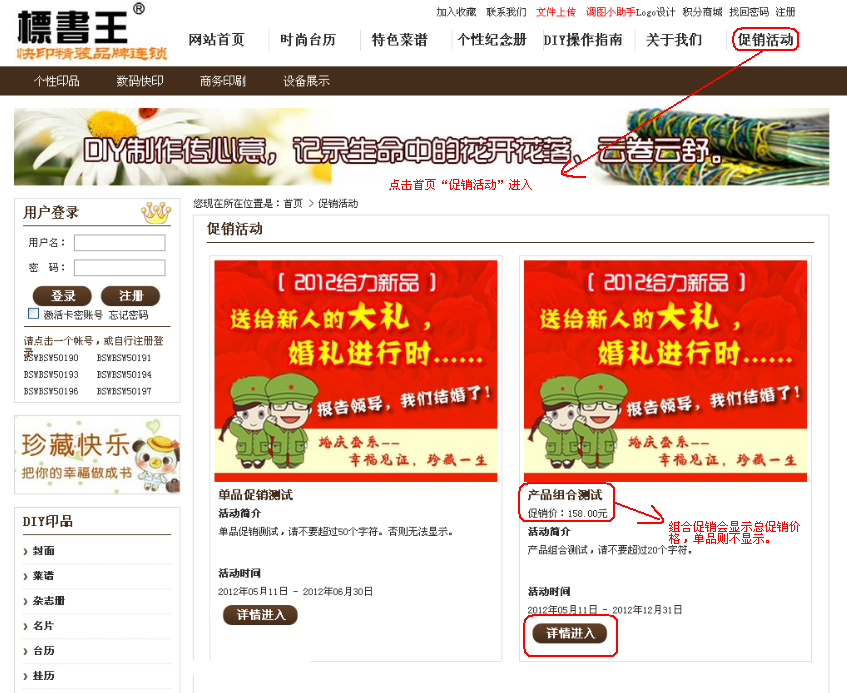 加入收藏 联系我们 文件上传 调图小助手Logo设计 积分商城 找回密码 注册
標書王®
快印精装品牌连锁
网站首页 时尚台历 特色菜谱 个性纪念册 DIY操作指南 关于我们 促销活动
个性印品 数码快印 商务印刷 设备展示
DIY制作传心意，记录生命中的花开花落、云卷云舒。
点击首页“促销活动”进入
用户登录
用户名：
密 码：
登录 注册
激活卡密账号 忘记密码
请点击一个帐号，或自行注册登
录
BSWBSW50190 BSWBSW50191
BSWBSW50193 BSWBSW50194
BSWBSW50196 BSWBSW50197
珍藏快乐
把你的幸福做成书
DIY印品
› 封面
› 菜谱
› 杂志册
› 名片
› 台历
› 挂历
您现在所在位置是：首页 > 促销活动
促销活动
[ 2012给力新品 ]
送给新人的大礼，
婚礼进行时......
报告领导，我们结婚了！
婚庆套系--
幸福见证，珍藏一生
单品促销测试
活动简介
单品促销测试，请不要超过50个字符。否则无法显示。
活动时间
2012年05月11日 - 2012年06月30日
详情进入
[ 2012给力新品 ]
送给新人的大礼，
婚礼进行时......
报告领导，我们结婚了！
婚庆套系--
幸福见证，珍藏一生
产品组合测试
促销价：158.00元
活动简介
产品组合测试，请不要超过20个字符。
活动时间
2012年05月11日 - 2012年12月31日
详情进入
组合促销会显示总促销价
格，单品则不显示。